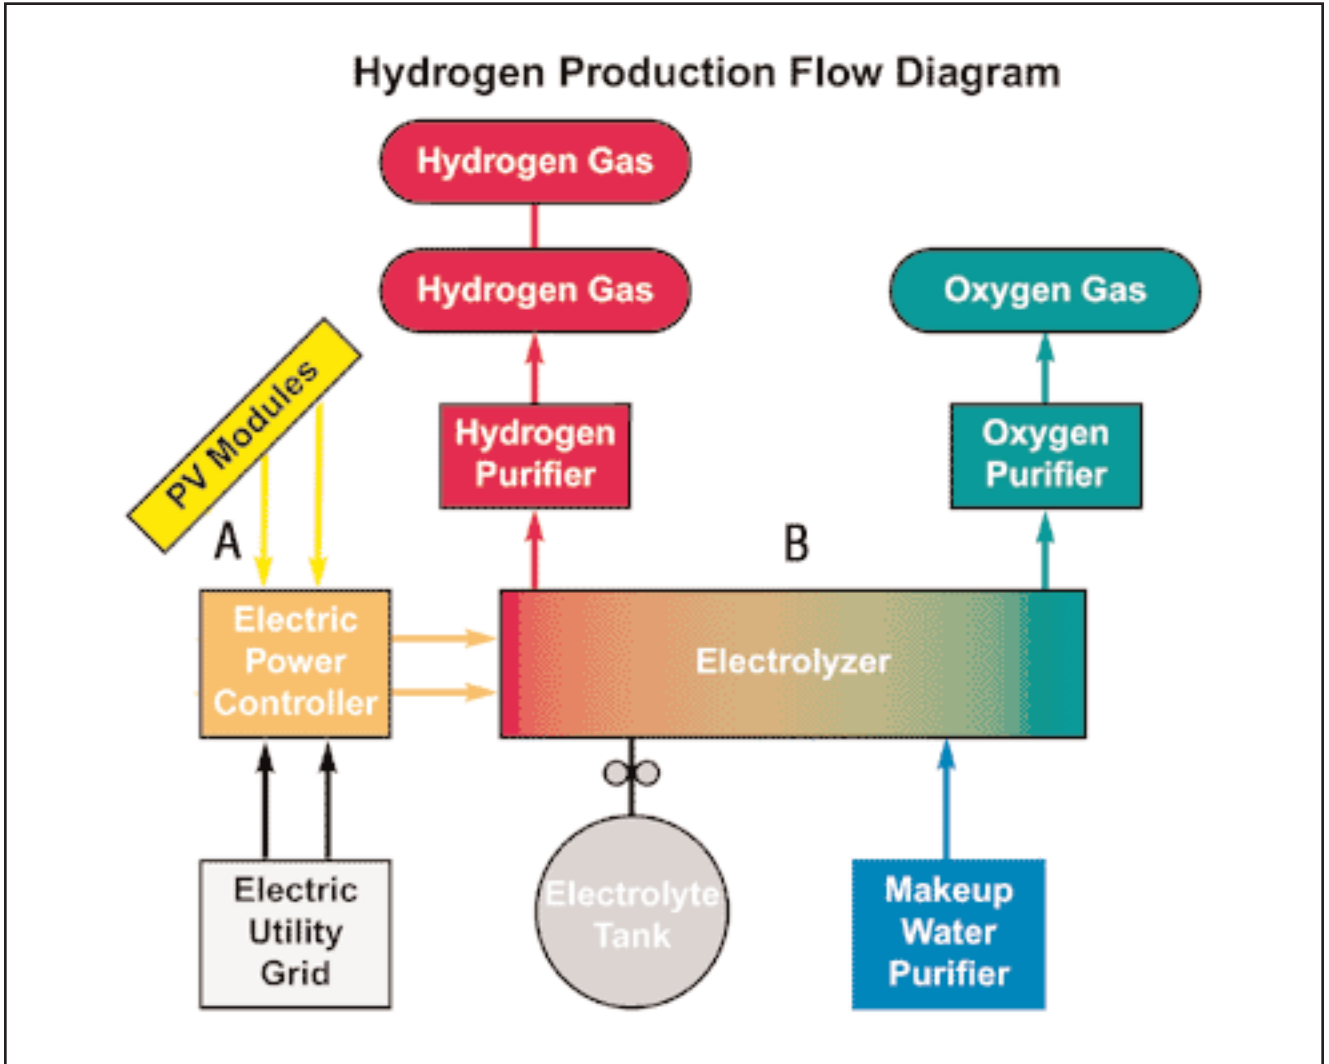 Hydrogen Production Flow Diagram
Hydrogen Gas
Hydrogen Gas
Oxygen Gas
PV Modules
Hydrogen
Purifier
Oxygen
Purifier
A
B
Electric
Power
Controller
Electrolyzer
Electric
Utility
Grid
Electrolyte
Tank
Makeup
Water
Purifier